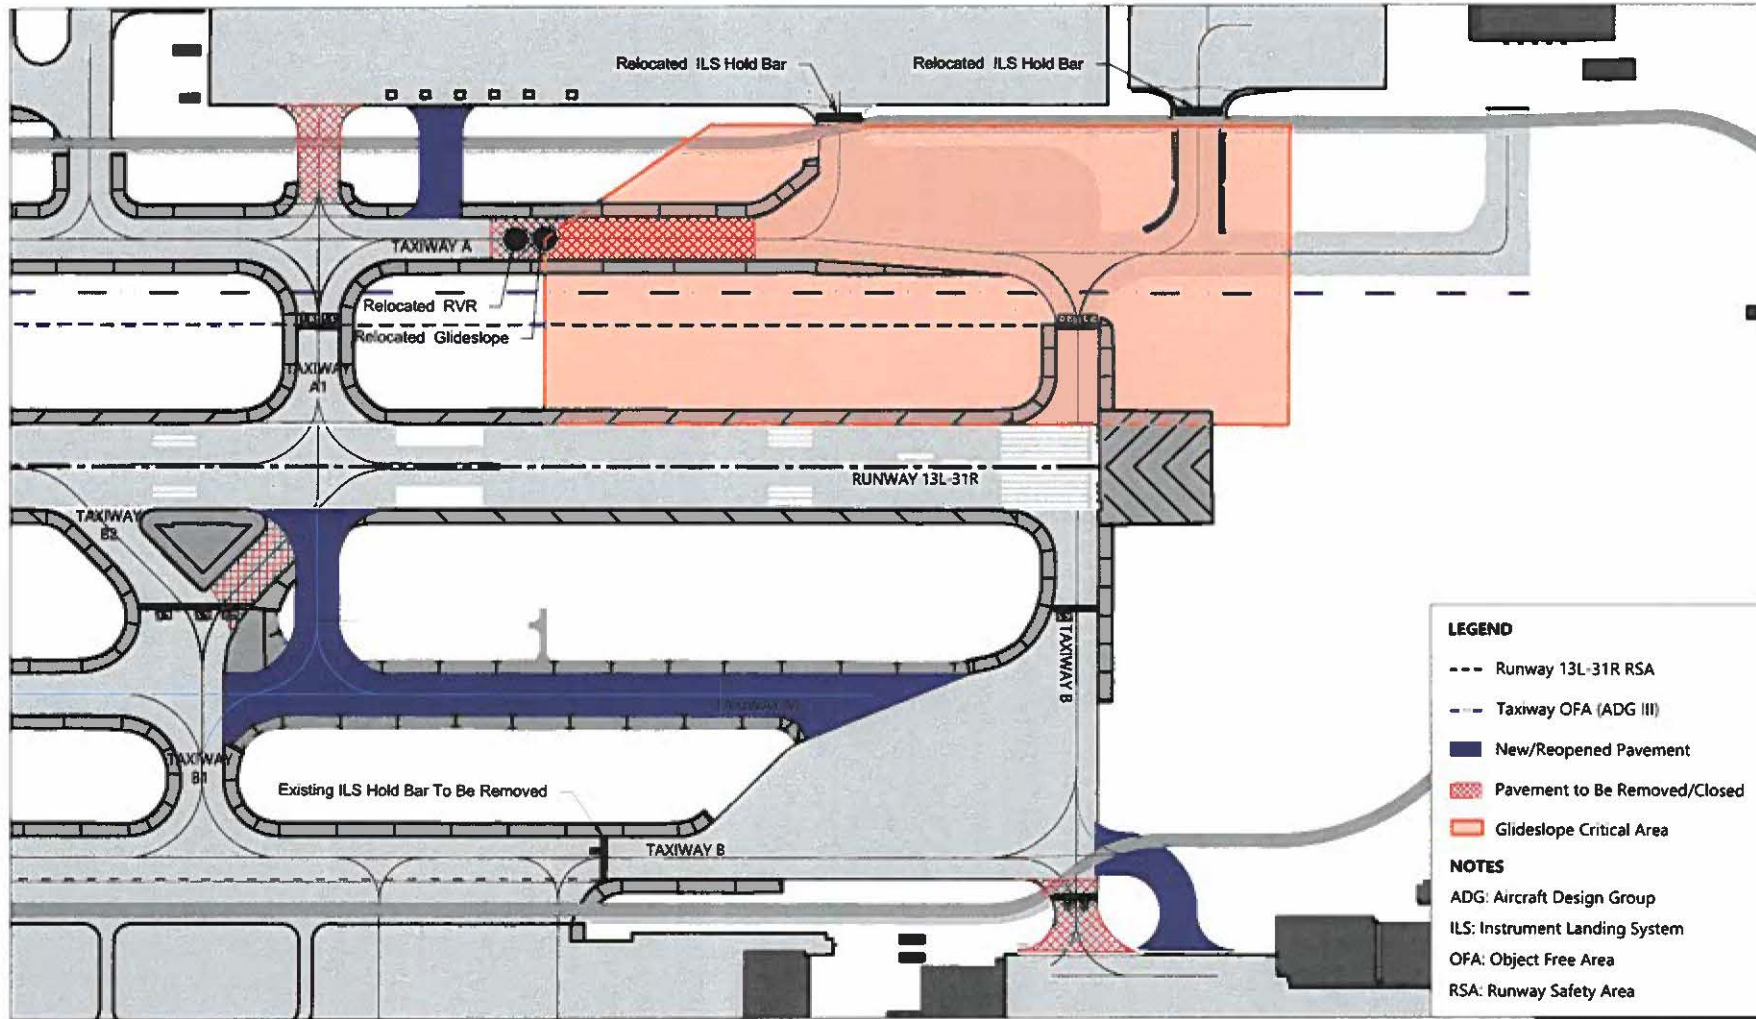 Relocated ILS Hold Bar
Relocated ILS Hold Bar
TAXIWAY A
Relocated RVR
Relocated Glideslope
TAXIWAY
A1
RUNWAY 13L-31R
TAXIWAY
TAXIWAY B
TAXIWAY
B1
Existing ILS Hold Bar To Be Removed
TAXIWAY B
LEGEND
Runway 13L-31R RSA
Taxiway OFA (ADG III)
New/Reopened Pavement
Pavement to Be Removed/Closed
Glideslope Critical Area
NOTES
ADG: Aircraft Design Group
ILS: Instrument Landing System
OFA: Object Free Area
RSA: Runway Safety Area